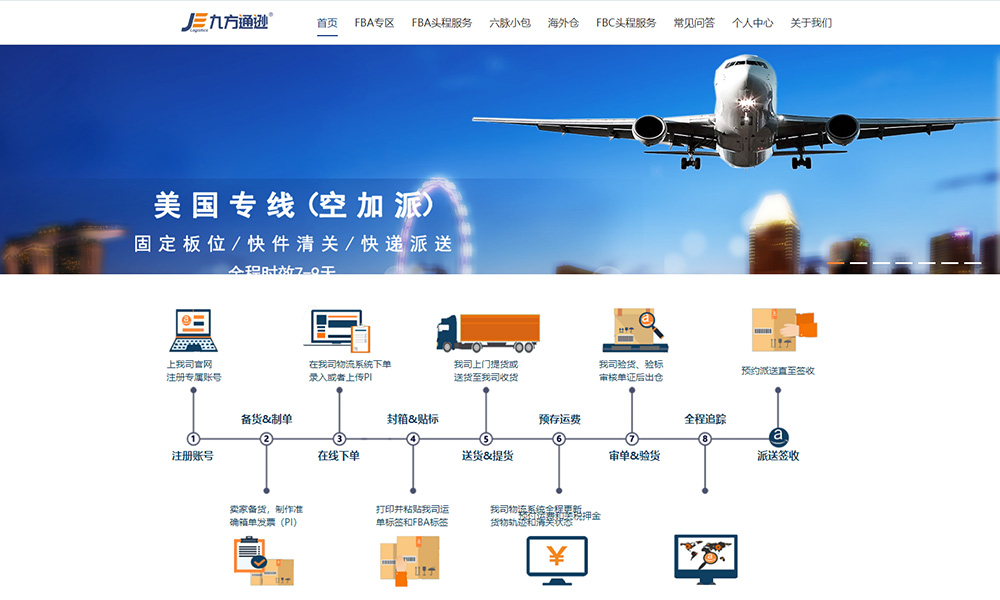 JE 九方通逊®
Logistics
首页 FBA专区 FBA头程服务 六脉小包 海外仓 FBC头程服务 常见问答 个人中心 关于我们
美国专线(空加派)
固定板位/快件清关/快递派送
全程时效7-9天
上我司官网
注册专属账号
在我司物流系统下单
录入或者上传PI
我司上门提货或
送货至我司收货
我司验货、验标
审核单证后出仓
预约派送直至签收
备货&制单 封箱&贴标 预存运费 全程追踪
1 2 3 4 5 6 7 8 a
注册账号 在线下单 送货&提货 审单&验货 派送签收
卖家备货，制作准
确箱单发票（PI）
打印并粘贴我司运
单标签和FBA标签
我司物流系统全程更新
货物轨迹和清关状态
预付运费和关税押金
¥